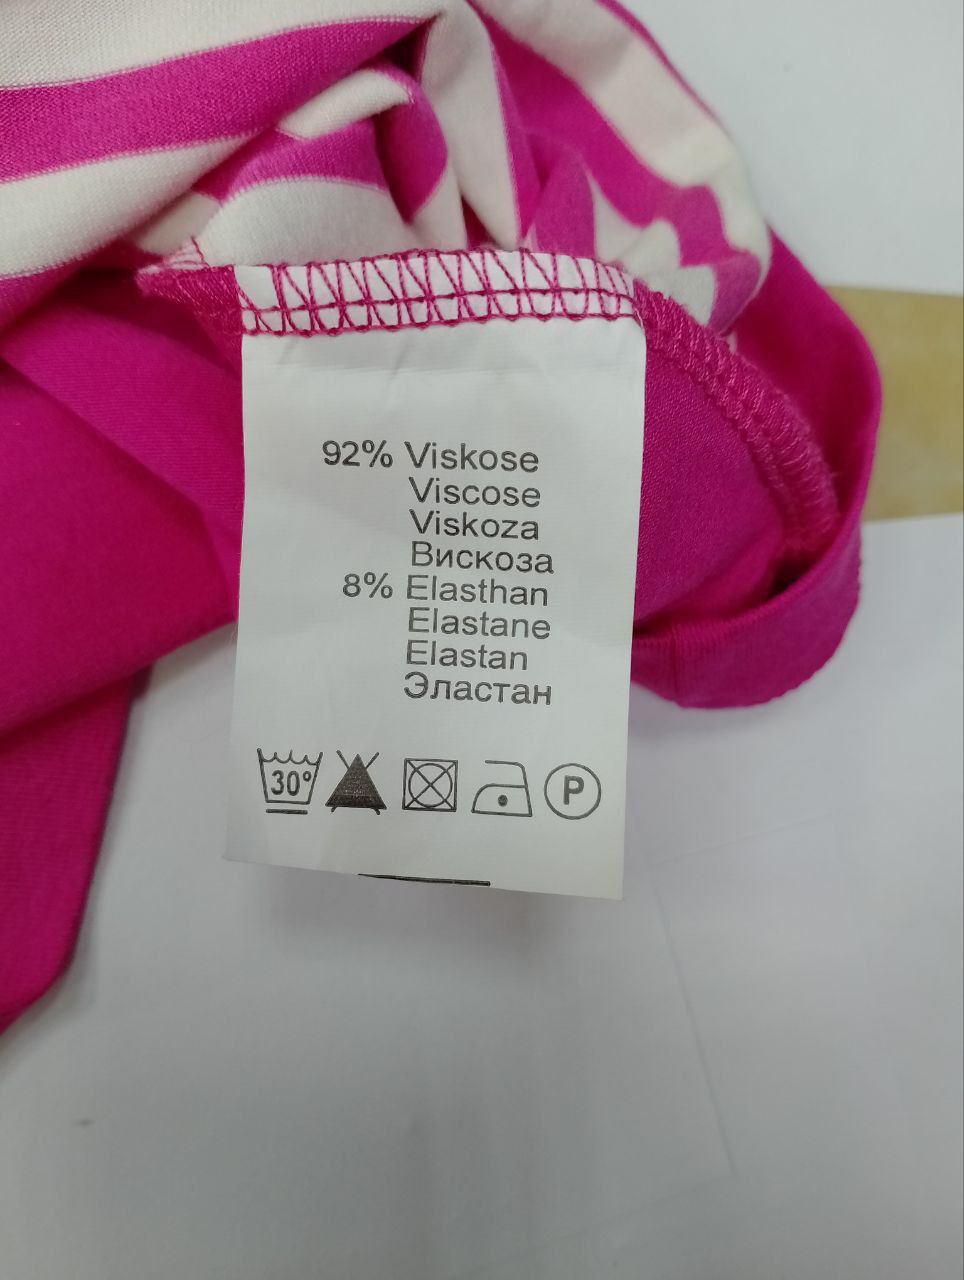 92% Viskose
Viscose
Viskoza
Вискоза
8% Elasthan
Elastane
Elastan
Эластан
30° P